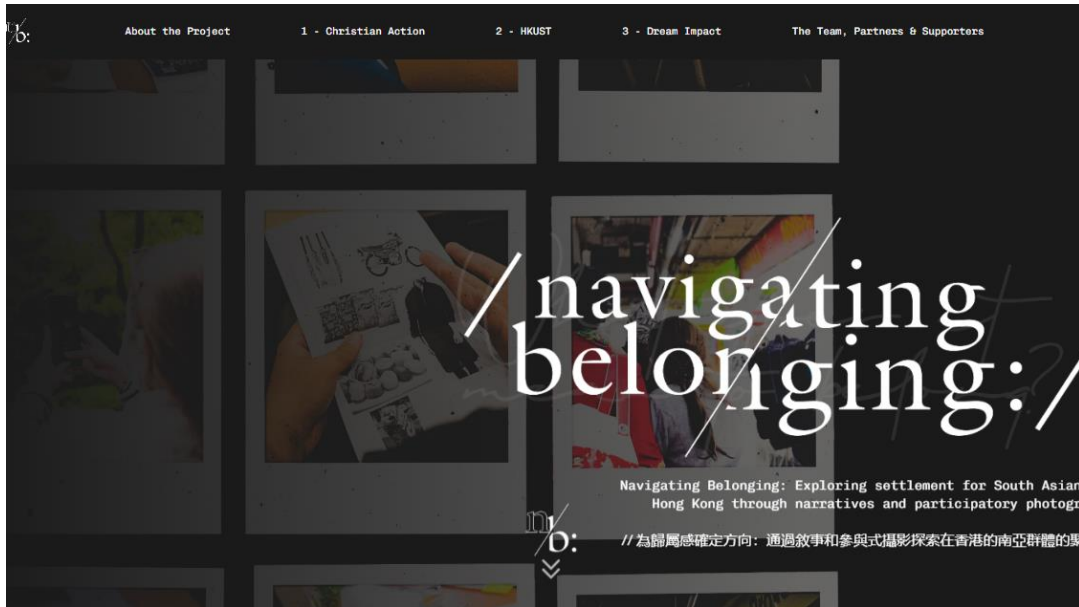 About the Project
1 - Christian Action
2 - HKUST
3 - Dream Impact
The Team, Partners & Supporters
/navigating
belonging:/
Navigating Belonging: Exploring settlement for South Asian
Hong Kong through narratives and participatory photogr
nb:
//為歸屬感確定方向: 通過敘事和參與式攝影探索在香港的南亞群體的